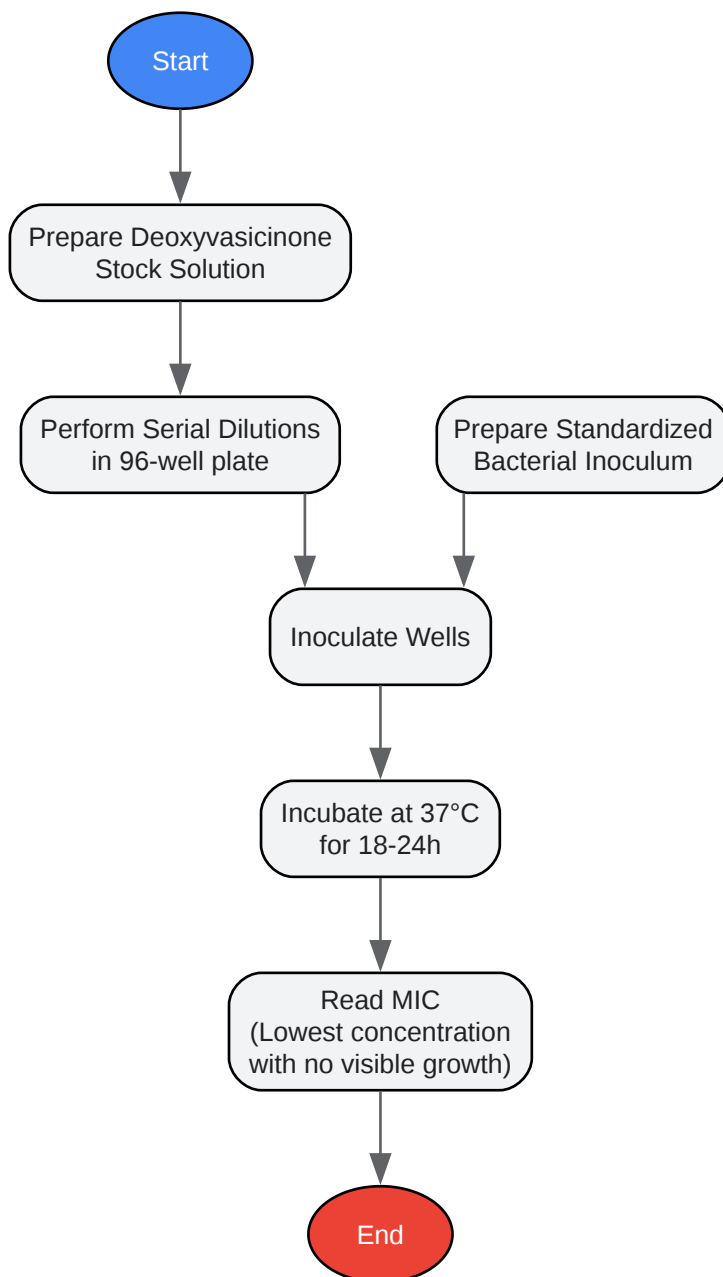 Start
Prepare Deoxyvasicinone
Stock Solution
Perform Serial Dilutions
in 96-well plate
Prepare Standardized
Bacterial Inoculum
Inoculate Wells
Incubate at 37°C
for 18-24h
Read MIC
(Lowest concentration
with no visible growth)
End